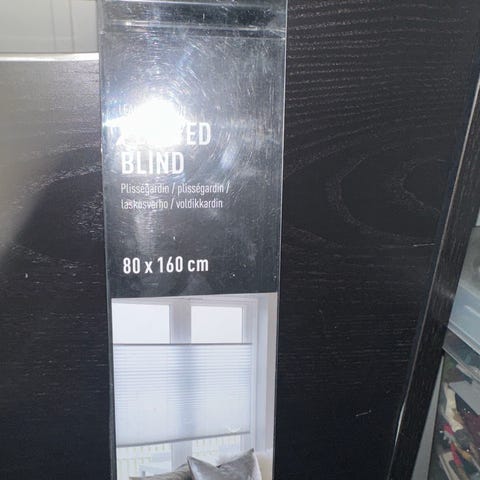 BLIND
Plisségardin / plisségardin /
laskosverho / voldikkardin
80 x 160 cm